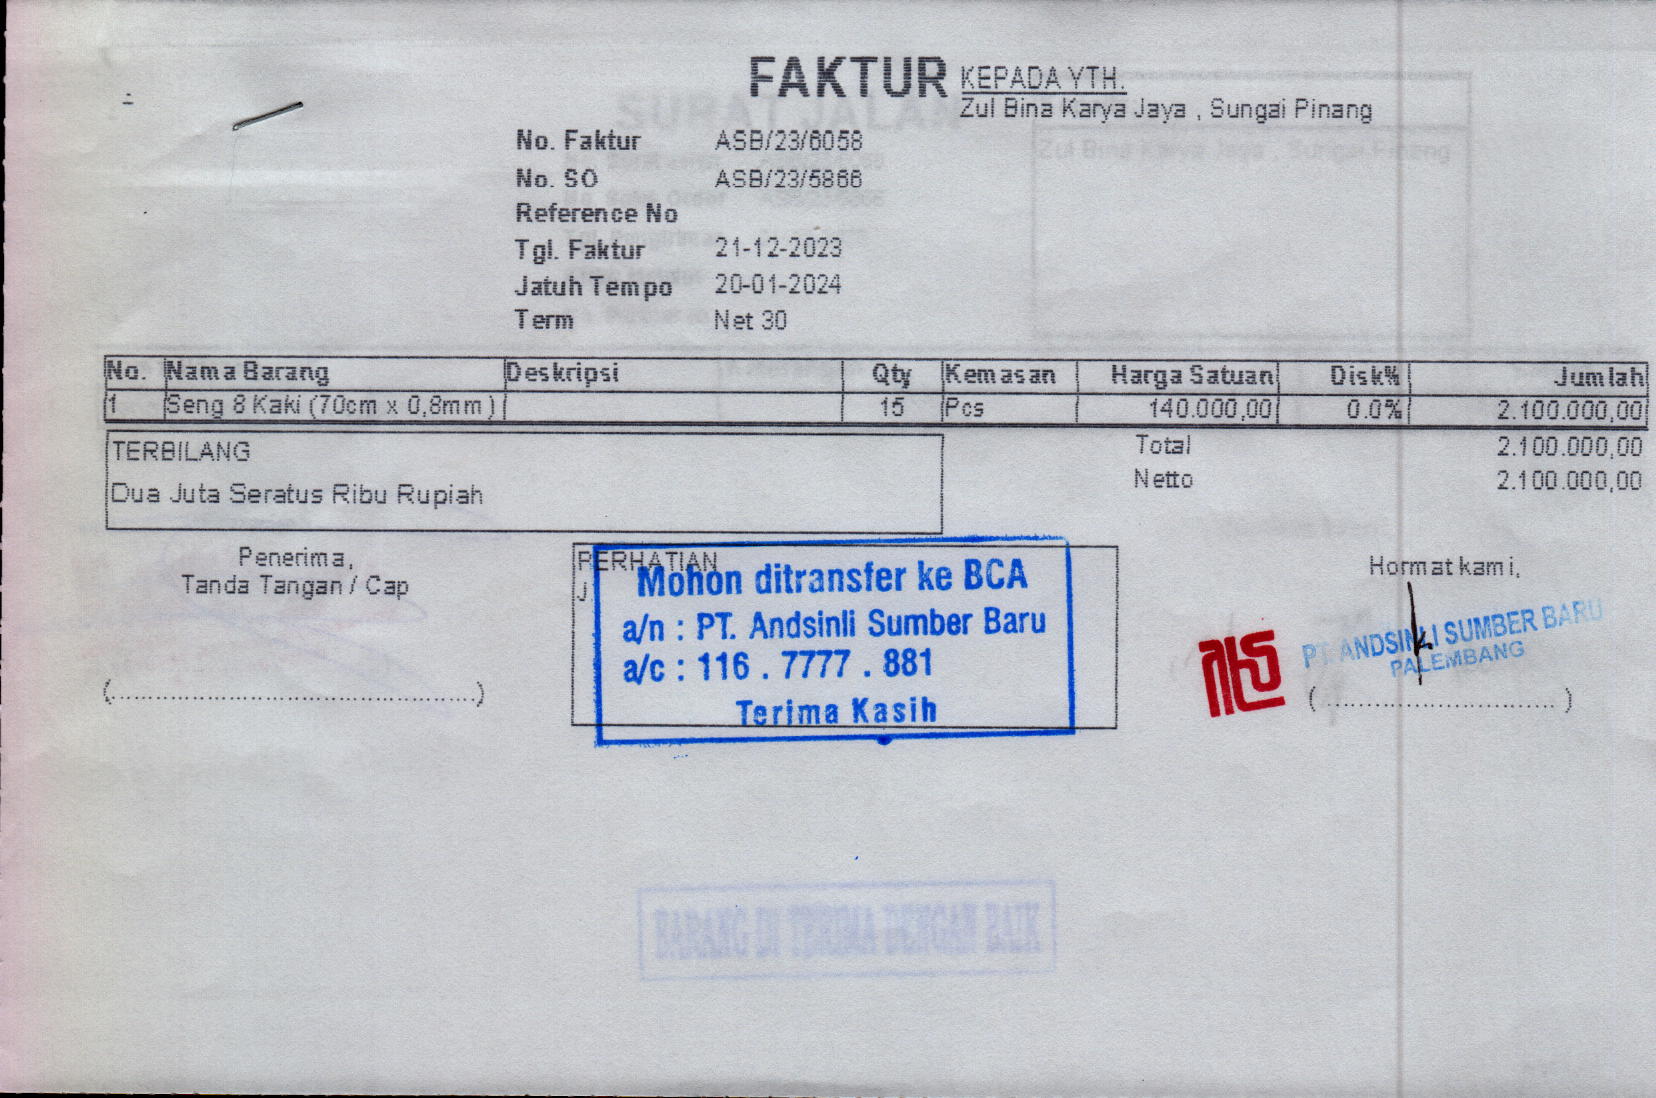 FAKTUR
KEPADA YTH.
Zul Bina Karya Jaya , Sungai Pinang
No. Faktur ASB/23/6058
No. SO ASB/23/5866
Reference No
Tgl. Faktur 21-12-2023
Jatuh Tempo 20-01-2024
Term Net 30
No. Nama Barang Deskripsi Qty Kemasan Harga Satuan Disk% Jumlah
1 Seng 8 Kaki (70cm x 0,8mm) 15 Pcs 140.000,00 0.0% 2.100.000,00
TERBILANG
Dua Juta Seratus Ribu Rupiah
Total 2.100.000,00
Netto 2.100.000,00
Penerima,
Tanda Tangan / Cap
(........................................)
PERHATIAN
Mohon ditransfer ke BCA
a/n : PT. Andsinli Sumber Baru
a/c : 116 . 7777 . 881
Terima Kasih
Hormat kami,
PT. ANDSINLI SUMBER BARU
PALEMBANG
(............................)
BARANG DI TERIMA DENGAN BAIK